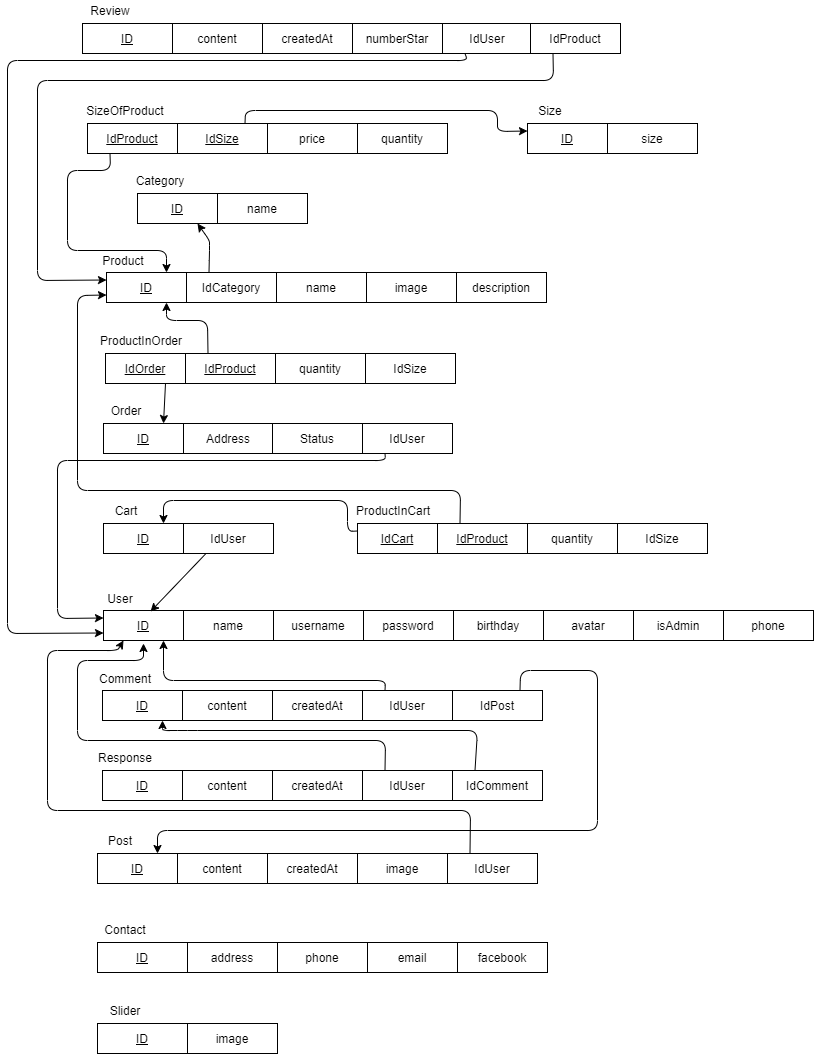 Review
ID content createdAt numberStar IdUser IdProduct
SizeOfProduct Size
IdProduct IdSize price quantity ID size
Category
ID name
Product
ID IdCategory name image description
ProductInOrder
IdOrder IdProduct quantity IdSize
Order
ID Address Status IdUser
Cart ProductInCart
ID IdUser IdCart IdProduct quantity IdSize
User
ID name username password birthday avatar isAdmin phone
Comment
ID content createdAt IdUser IdPost
Response
ID content createdAt IdUser IdComment
Post
ID content createdAt image IdUser
Contact
ID address phone email facebook
Slider
ID image